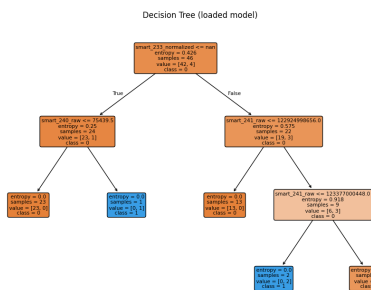 Decision Tree (loaded model)
smart_233_normalized <= nan
entropy = 0.426
samples = 46
value = [42, 4]
class = 0
True
False
smart_240_raw <= 75439.5
entropy = 0.25
samples = 24
value = [23, 1]
class = 0
smart_241_raw <= 122924998656.0
entropy = 0.575
samples = 22
value = [19, 3]
class = 0
entropy = 0.0
samples = 23
value = [23, 0]
class = 0
entropy = 0.0
samples = 1
value = [0, 1]
class = 1
entropy = 0.0
samples = 13
value = [13, 0]
class = 0
smart_241_raw <= 123377000448.0
entropy = 0.918
samples = 9
value = [6, 3]
class = 0
entropy = 0.0
samples = 2
value = [0, 2]
class = 1